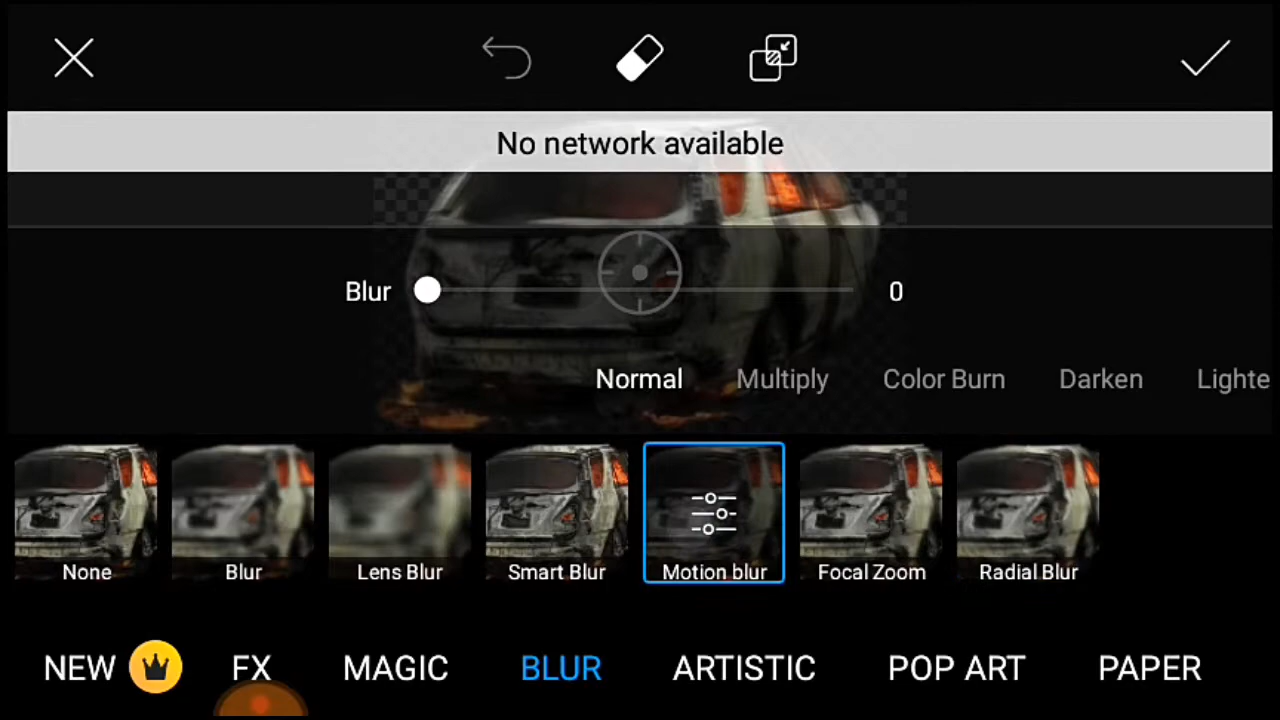 No network available
Blur 0
Normal Multiply Color Burn Darken Lighte
None Blur Lens Blur Smart Blur Motion blur Focal Zoom Radial Blur
NEW FX MAGIC BLUR ARTISTIC POP ART PAPER